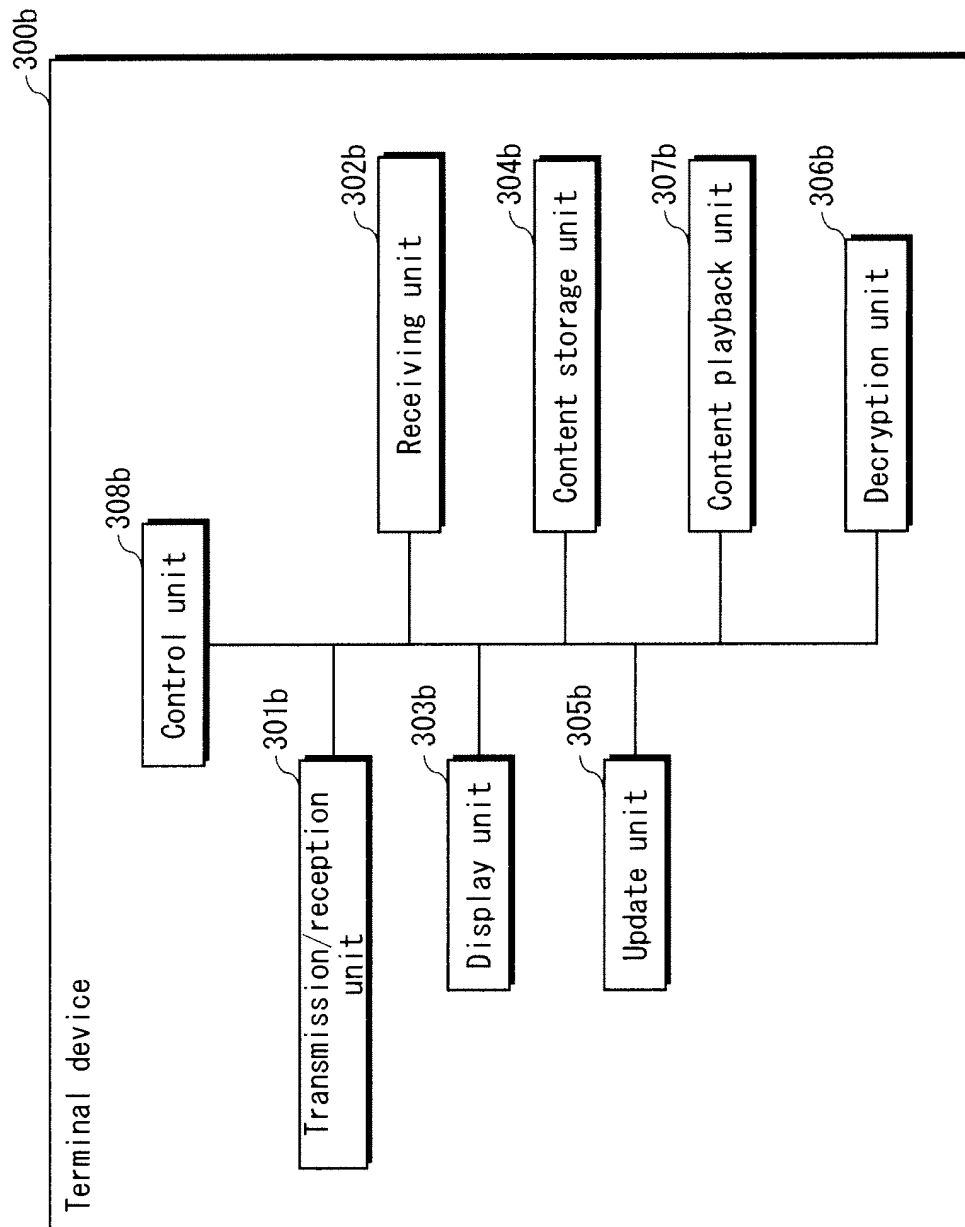 300b
Terminal device
308b
Control unit
301b
Transmission/reception
unit
302b
Receiving unit
303b
Display unit
304b
Content storage unit
305b
Update unit
307b
Content playback unit
306b
Decryption unit